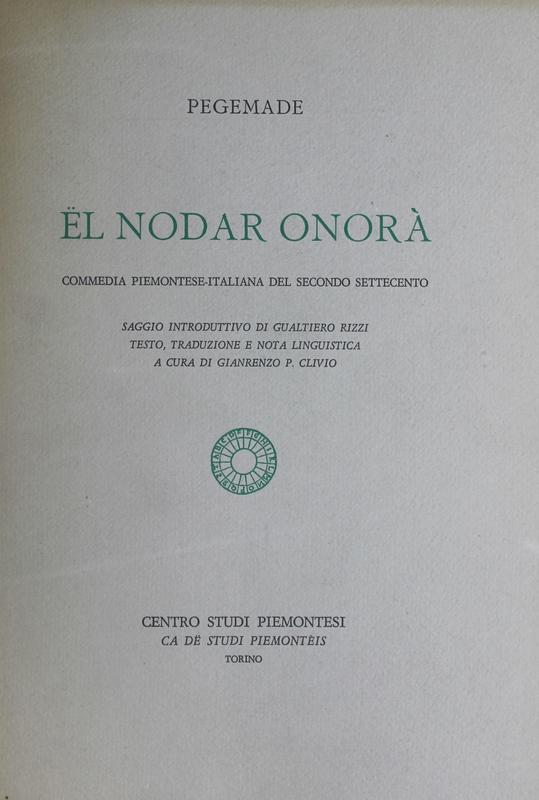 PEGEMADE
ËL NODAR ONORÀ
COMMEDIA PIEMONTESE-ITALIANA DEL SECONDO SETTECENTO
SAGGIO INTRODUTTIVO DI GUALTIERO RIZZI
TESTO, TRADUZIONE E NOTA LINGUISTICA
A CURA DI GIANRENZO P. CLIVIO
CENTRO STUDI PIEMONTESI
CA DË STUDI PIEMONTÈIS
TORINO